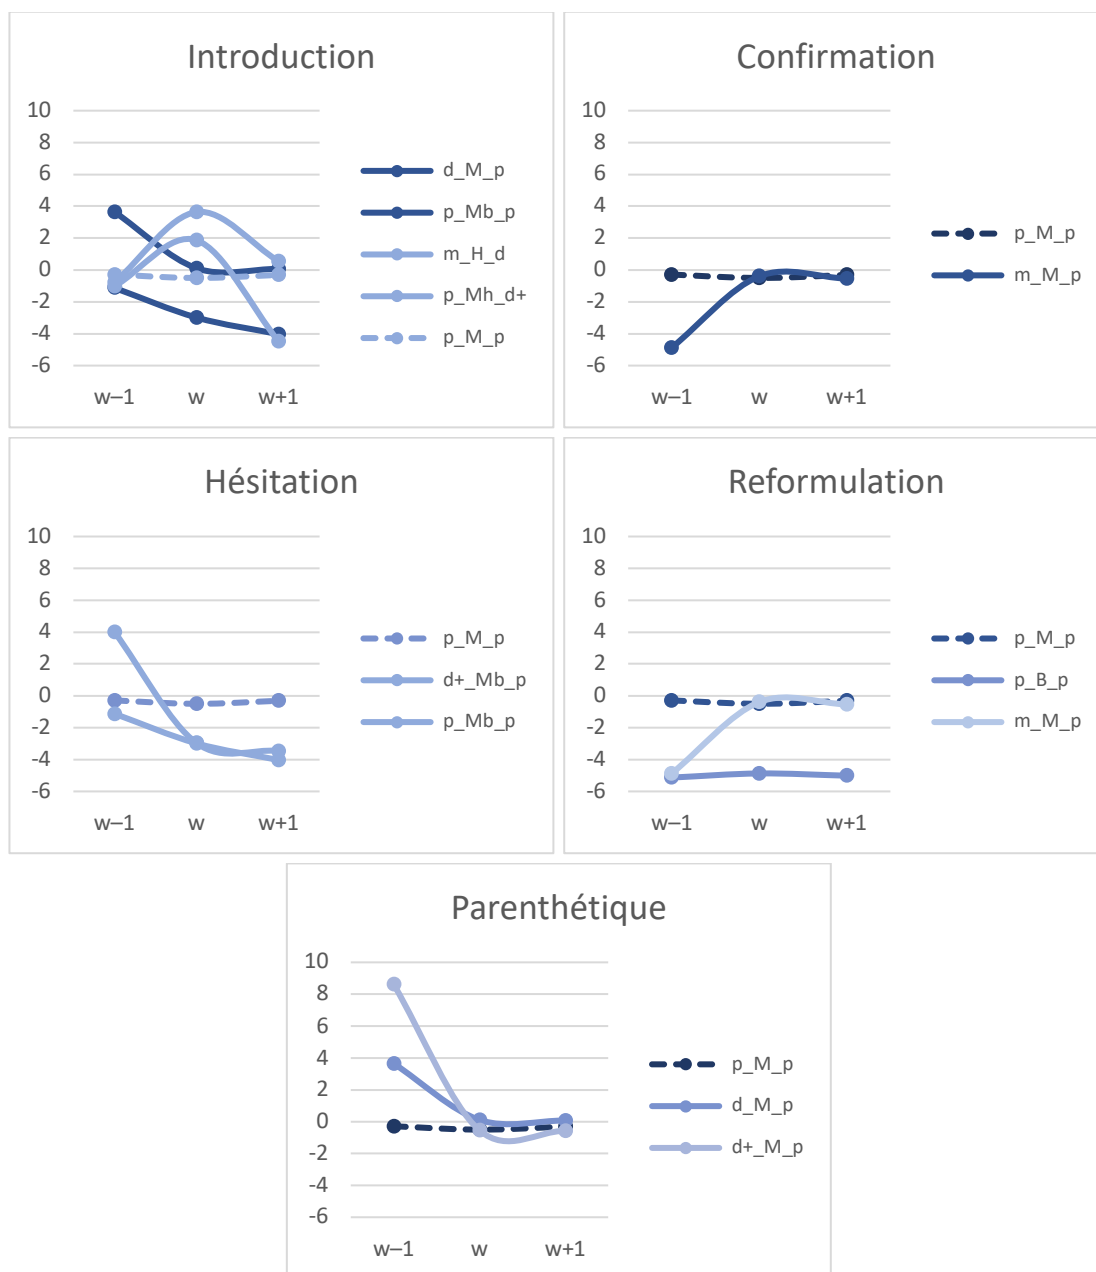 Introduction
10
8
6
4
2
0
-2
-4
-6
w–1 w w+1
d_M_p
p_Mb_p
m_H_d
p_Mh_d+
p_M_p
Confirmation
10
8
6
4
2
0
-2
-4
-6
w–1 w w+1
p_M_p
m_M_p
Hésitation
10
8
6
4
2
0
-2
-4
-6
w–1 w w+1
p_M_p
d+_Mb_p
p_Mb_p
Reformulation
10
8
6
4
2
0
-2
-4
-6
w–1 w w+1
p_M_p
p_B_p
m_M_p
Parenthétique
10
8
6
4
2
0
-2
-4
-6
w–1 w w+1
p_M_p
d_M_p
d+_M_p